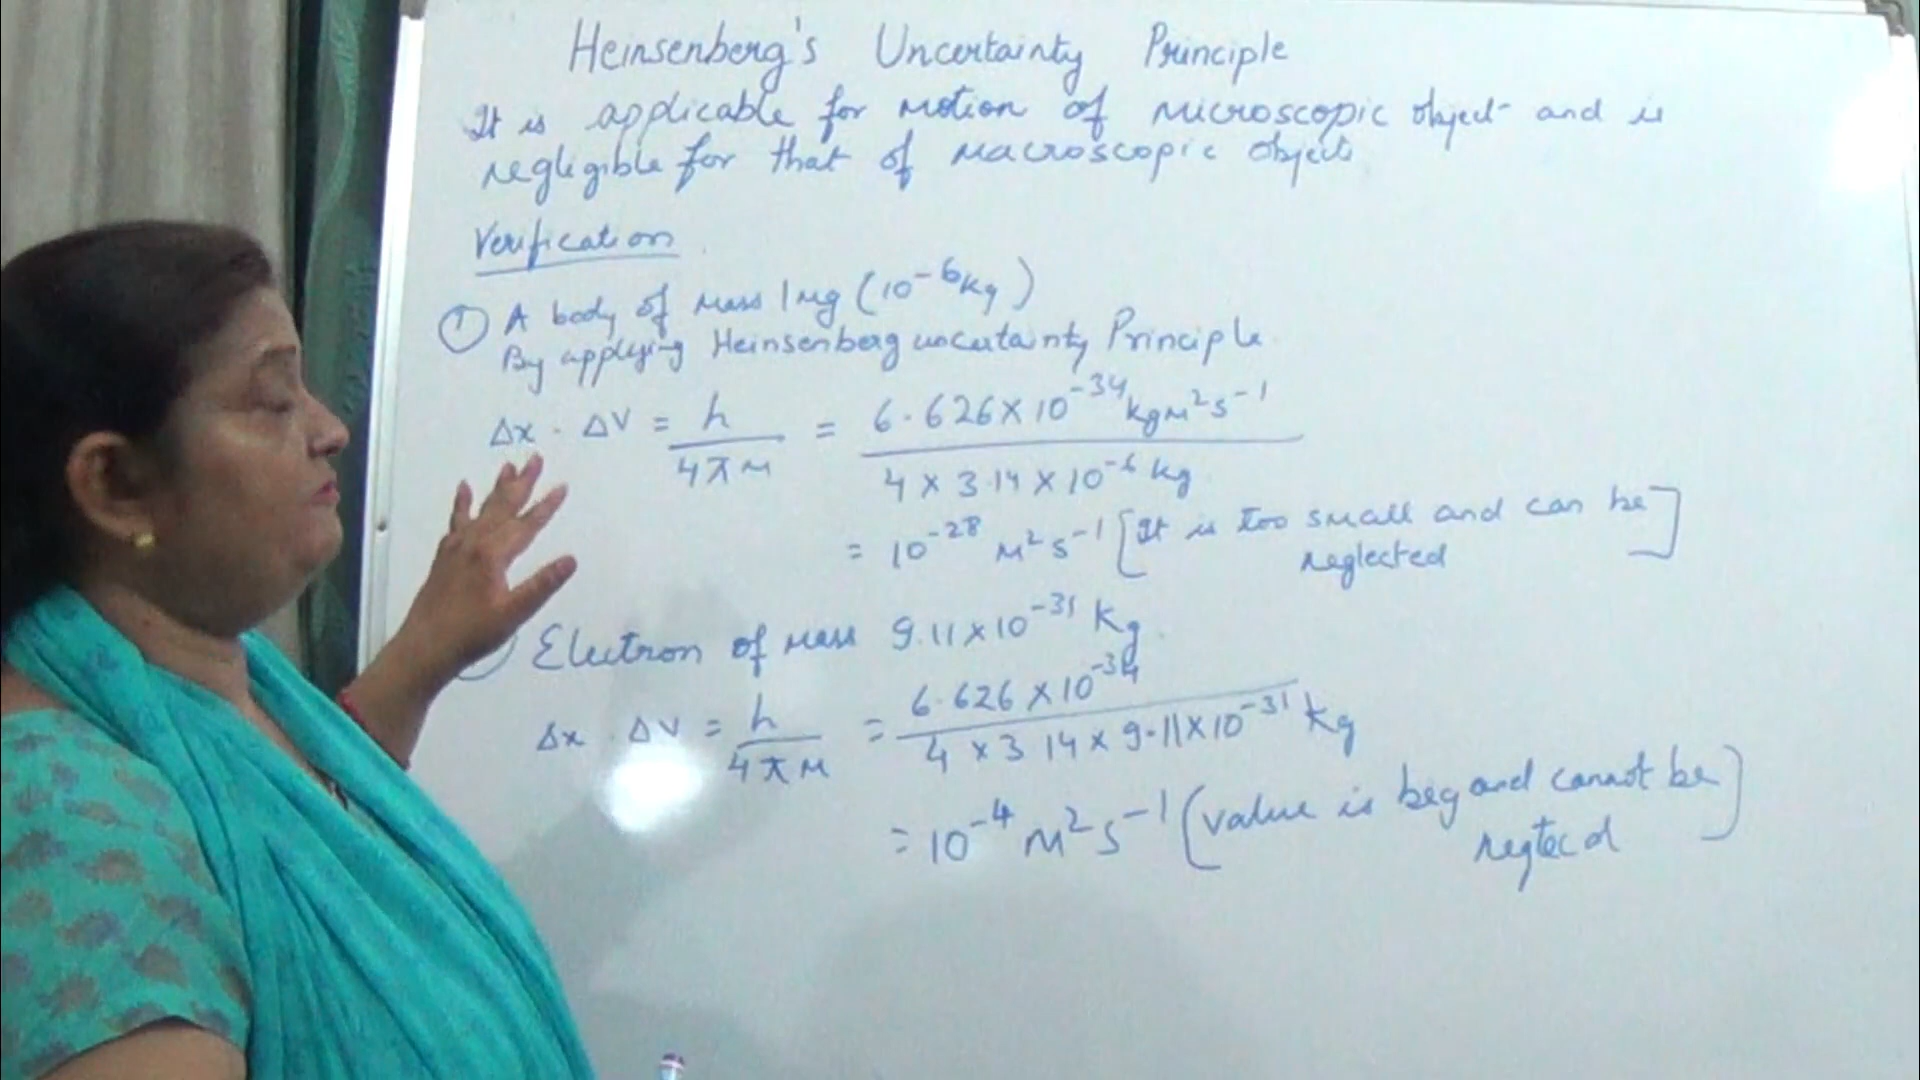 Heinsenberg's Uncertainty Principle
It is applicable for motion of microscopic object and is
negligible for that of macroscopic object
Verification
① A body of mass 1mg (10⁻⁶kg)
By applying Heinsenberg uncertainty Principle
Δx · ΔV = h / 4πm = 6.626 × 10⁻³⁴ kgm²s⁻¹ / 4 × 3.14 × 10⁻⁶ kg
= 10⁻²⁸ m²s⁻¹ [It is too small and can be
neglected]
Electron of mass 9.11×10⁻³¹ Kg
Δx · ΔV = h / 4πm = 6.626 × 10⁻³⁴ / 4 × 3.14 × 9.11×10⁻³¹ kg
= 10⁻⁴ m²s⁻¹ (value is beg and cannot be
]